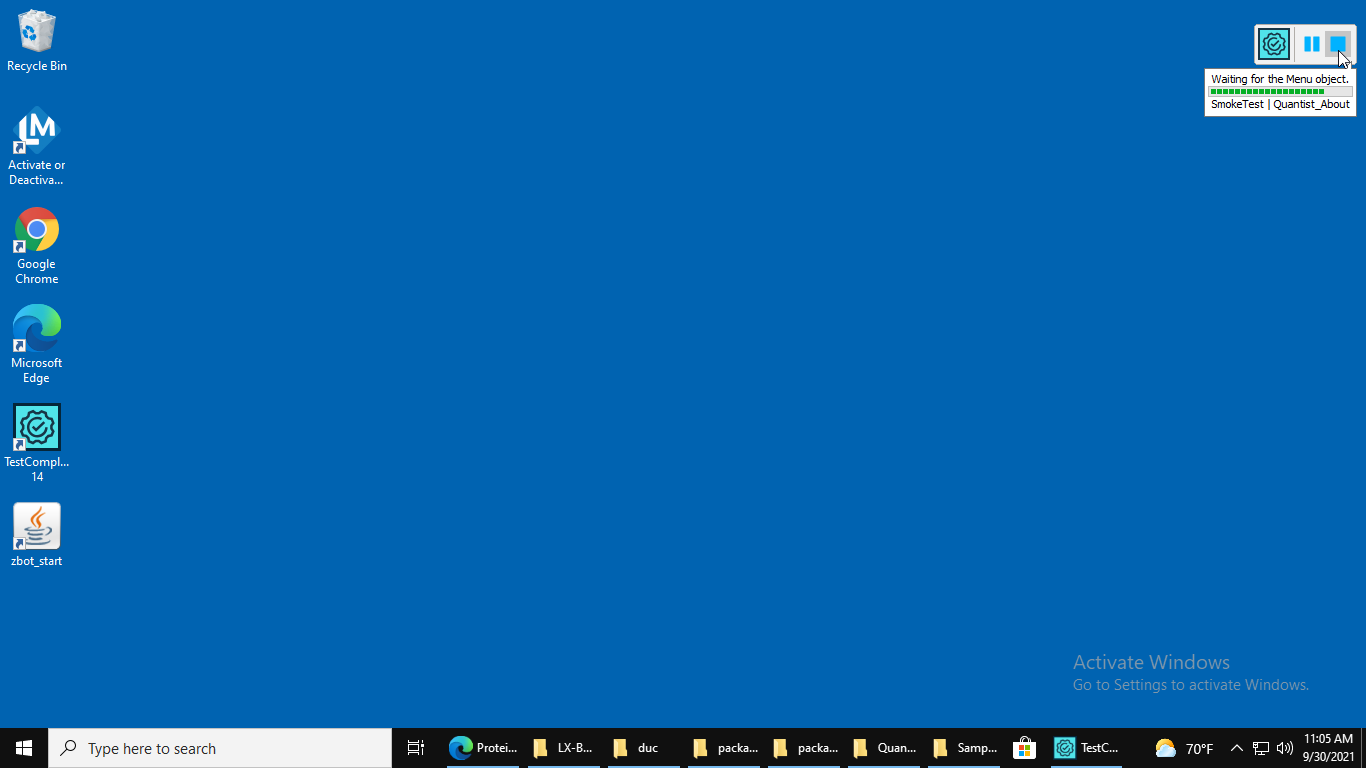 Recycle Bin
Activate or
Deactiva...
Google
Chrome
Microsoft
Edge
TestCompl...
14
zbot_start
Waiting for the Menu object.
SmokeTest | Quantist_About
Activate Windows
Go to Settings to activate Windows.
Type here to search
Protei...
LX-B...
duc
packa...
packa...
Quan...
Samp...
TestC...
70°F
11:05 AM
9/30/2021